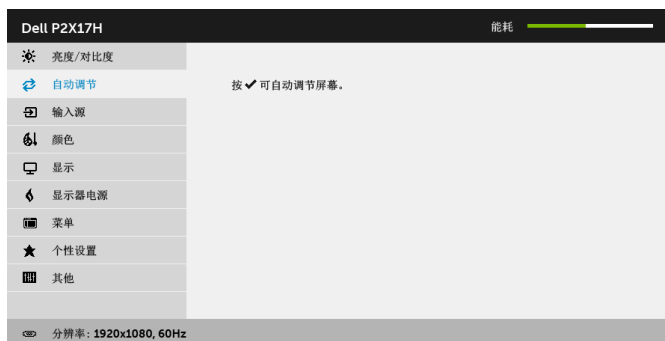 Dell P2X17H
能耗
亮度/对比度
自动调节
按✔可自动调节屏幕。
输入源
颜色
显示
显示器电源
菜单
个性设置
其他
分辨率: 1920x1080, 60Hz